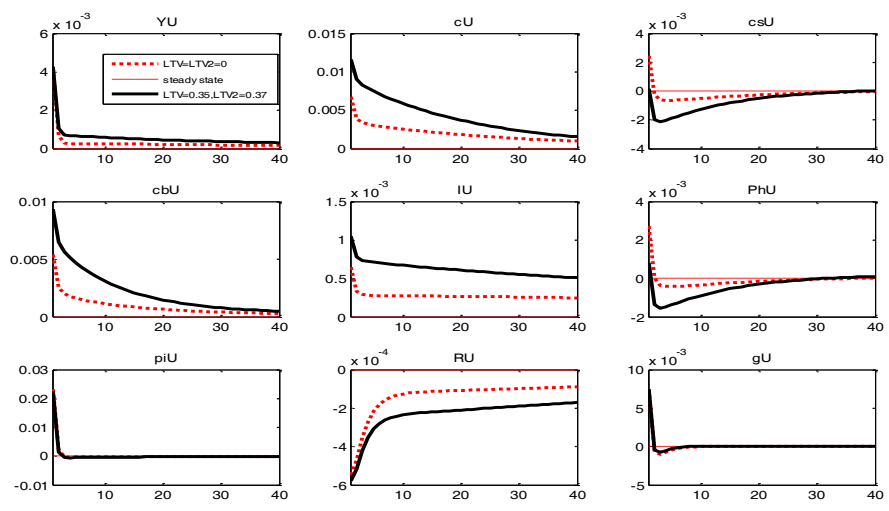 YU cU csU
x 10⁻³ x 10⁻³
6 0.015 4
LTV=LTV2=0
4 steady state 0.01 2
LTV=0.35,LTV2=0.37
0
2 0.005 -2
0 0 -4
10 20 30 40 10 20 30 40 10 20 30 40
cbU IU PhU
x 10⁻³ x 10⁻³
0.01 1.5 4
1 2
0.005
0.5 0
0 0 -2
10 20 30 40 10 20 30 40 10 20 30 40
piU RU gU
x 10⁻⁴ x 10⁻³
0.03 0 10
0.02 -2 5
0.01
0 -4 0
-0.01 -6 -5
10 20 30 40 10 20 30 40 10 20 30 40